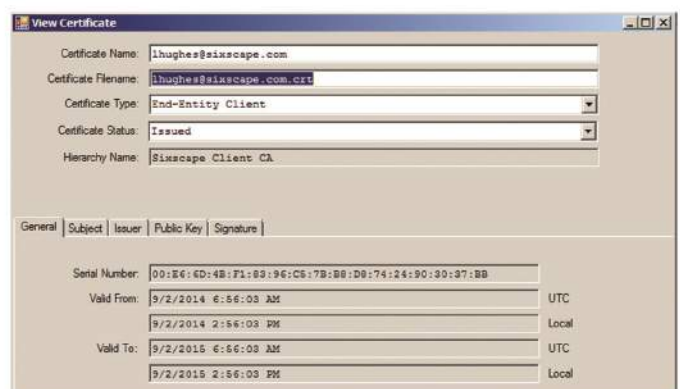 View Certificate
Certificate Name: lhughes@sixscape.com
Certificate Filename: lhughes@sixscape.com.crt
Certificate Type: End-Entity Client
Certificate Status: Issued
Hierarchy Name: Sixscape Client CA
General Subject Issuer Public Key Signature
Serial Number: 00:E6:6D:4B:F1:83:96:C5:7B:B8:D8:74:24:90:30:37:BB
Valid From: 9/2/2014 6:56:03 AM UTC
9/2/2014 2:56:03 PM Local
Valid To: 9/2/2015 6:56:03 AM UTC
9/2/2015 2:56:03 PM Local